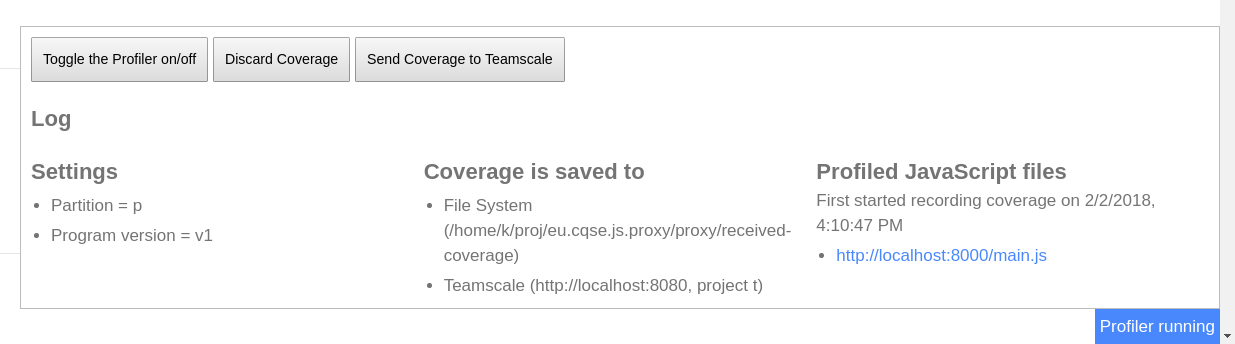 Toggle the Profiler on/off
Discard Coverage
Send Coverage to Teamscale
Log
Settings
Partition = p
Program version = v1
Coverage is saved to
File System
(/home/k/proj/eu.cqse.js.proxy/proxy/received-
coverage)
Teamscale (http://localhost:8080, project t)
Profiled JavaScript files
First started recording coverage on 2/2/2018,
4:10:47 PM
http://localhost:8000/main.js
Profiler running